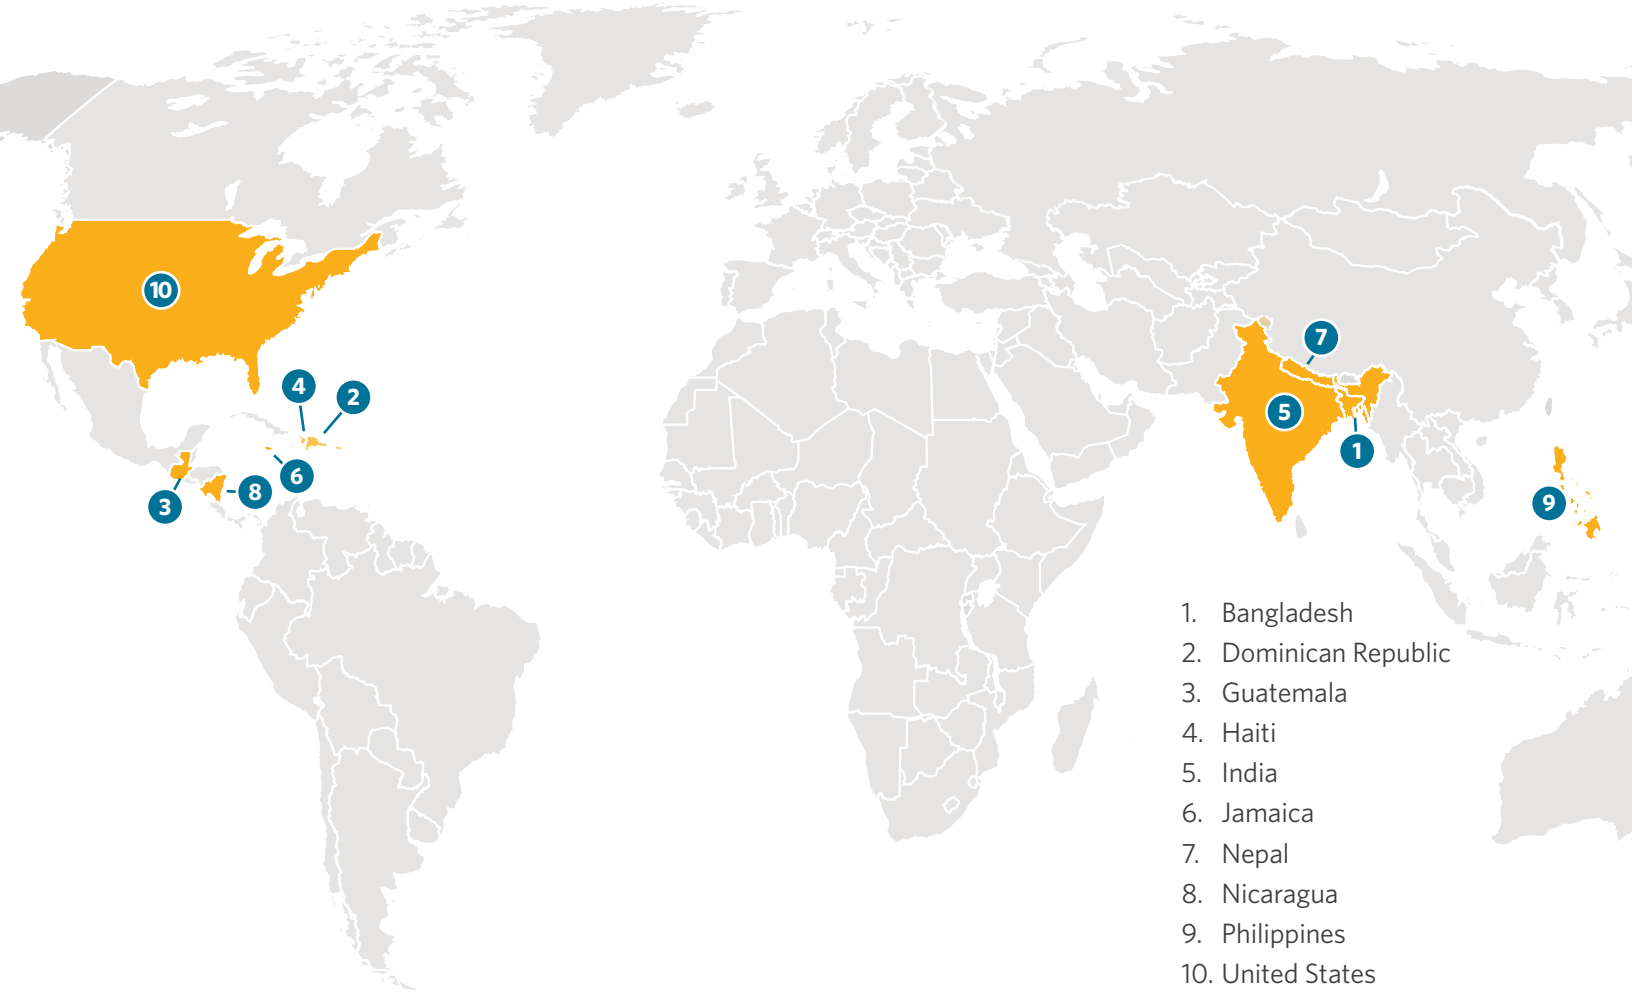 10
7
4
2
5
1
6
8
3
9
1. Bangladesh
2. Dominican Republic
3. Guatemala
4. Haiti
5. India
6. Jamaica
7. Nepal
8. Nicaragua
9. Philippines
10. United States